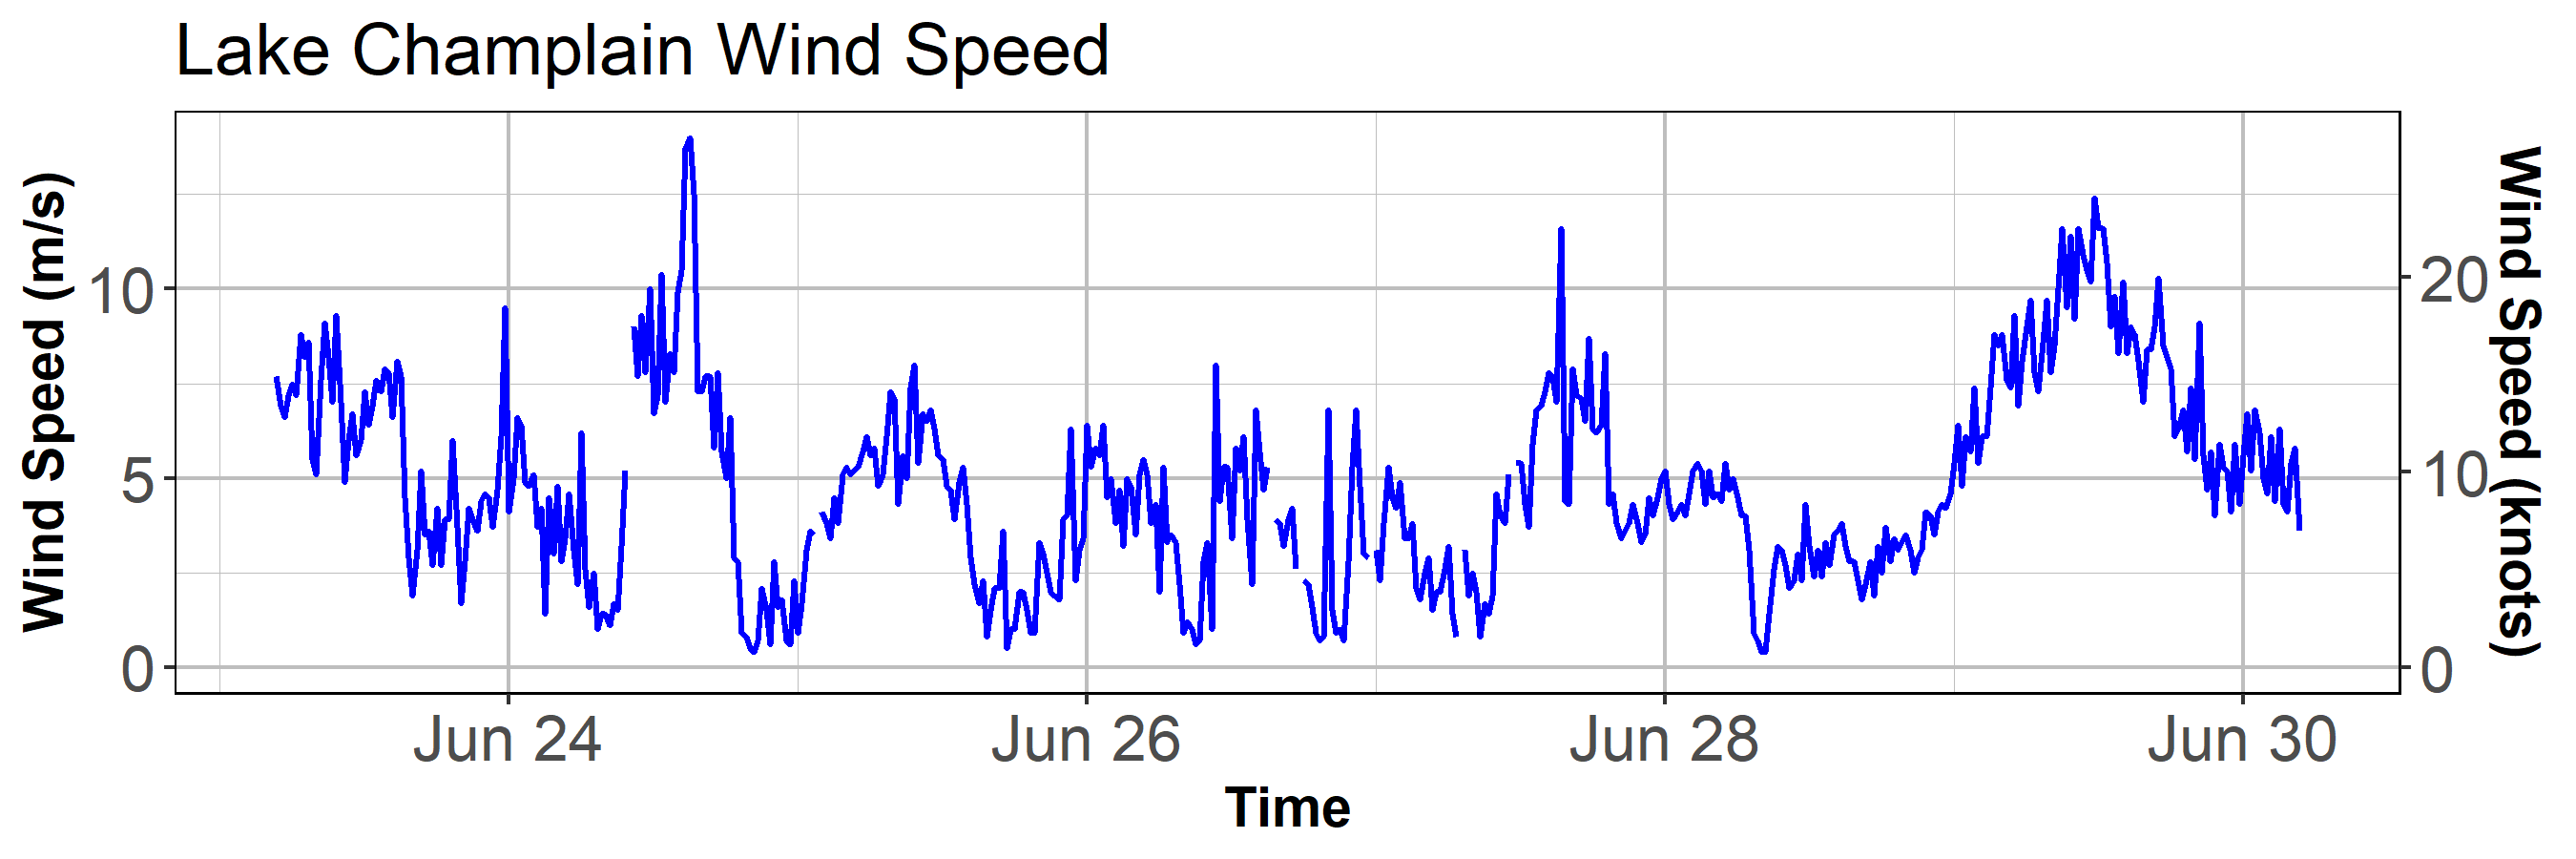 Lake Champlain Wind Speed
Wind Speed (m/s)
10
5
0
20
10
0
Wind Speed (knots)
Jun 24
Jun 26
Jun 28
Jun 30
Time